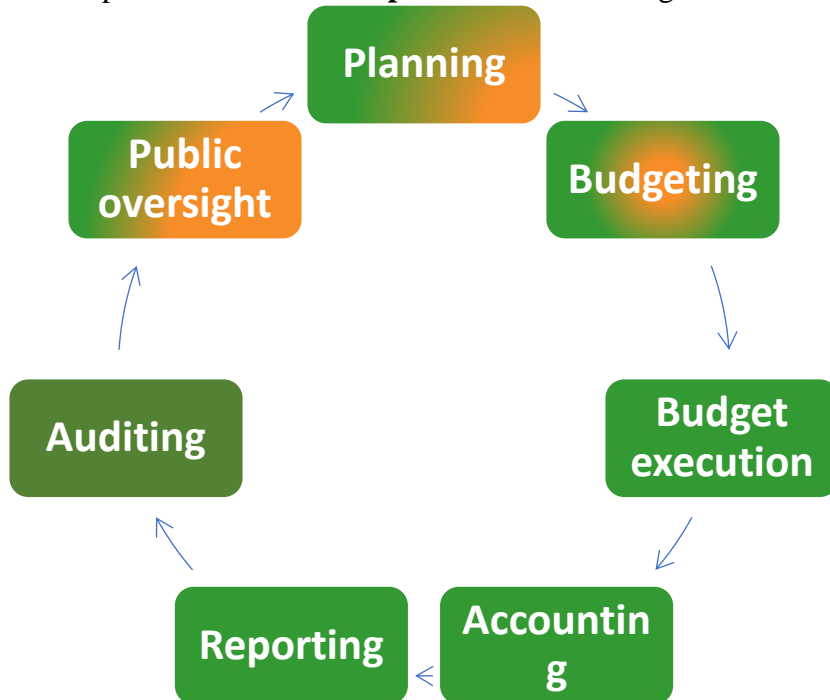 Planning
Budgeting
Budget
execution
Accountin
g
Reporting
Auditing
Public
oversight